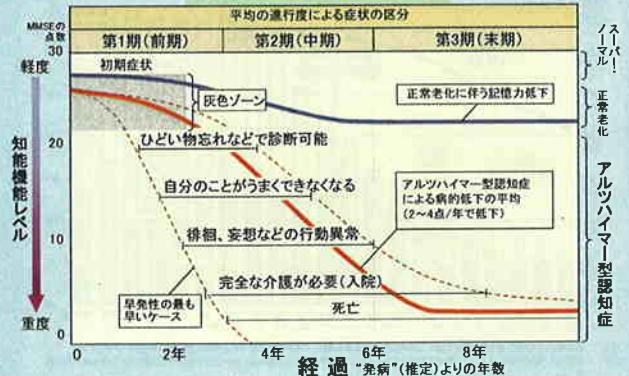 平均の進行度による症状の区分
MMSEの
点数
第1期(前期)
第2期(中期)
第3期(末期)
30
軽度
20
10
重度
0
知能機能レベル
初期症状
灰色ゾーン
正常老化に伴う記憶力低下
ひどい物忘れなどで診断可能
自分のことがうまくできなくなる
アルツハイマー型認知症
による病的低下の平均
(2～4点/年で低下)
徘徊、妄想などの行動異常
完全な介護が必要(入院)
早発性の最も
早いケース
死亡
スーパー・
ノーマル
正常老化
アルツハイマー型認知症
0
2年
4年
6年
8年
経過 "発病"(推定)よりの年数